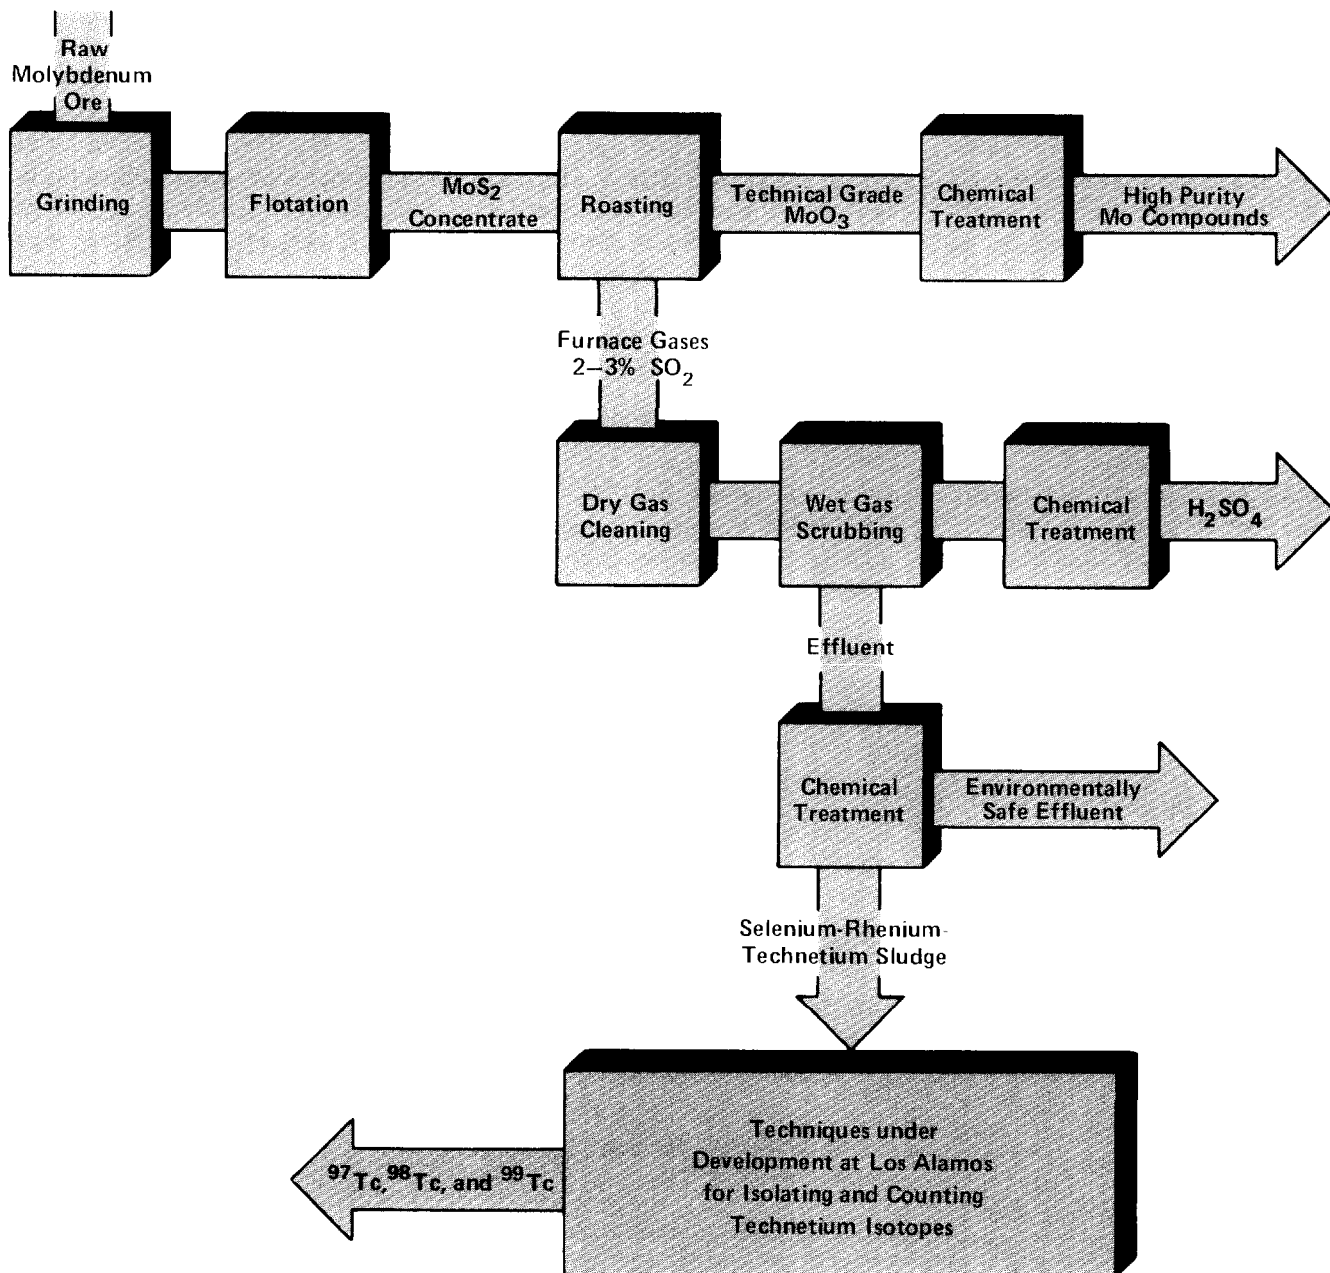 Raw
Molybdenum
Ore
Grinding
Flotation
MoS₂
Concentrate
Roasting
Technical Grade
MoO₃
Chemical
Treatment
High Purity
Mo Compounds
Furnace Gases
2–3% SO₂
Dry Gas
Cleaning
Wet Gas
Scrubbing
Chemical
Treatment
H₂SO₄
Effluent
Chemical
Treatment
Environmentally
Safe Effluent
Selenium-Rhenium-
Technetium Sludge
Techniques under
Development at Los Alamos
for Isolating and Counting
Technetium Isotopes
⁹⁷Tc, ⁹⁸Tc, and ⁹⁹Tc